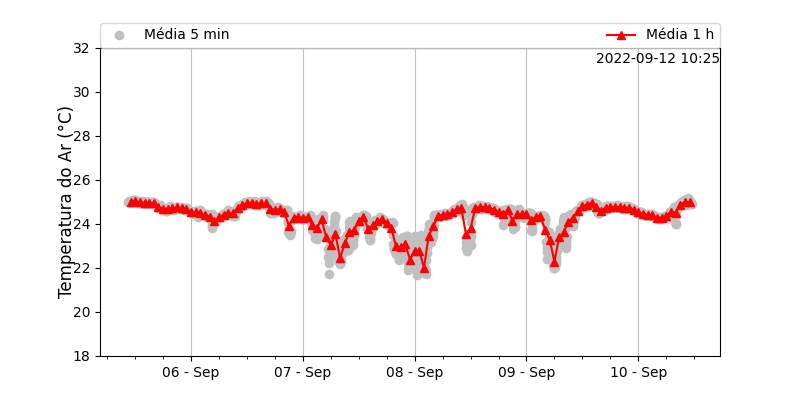 Média 5 min
Média 1 h
2022-09-12 10:25
Temperatura do Ar (°C)
32
30
28
26
24
22
20
18
06 - Sep
07 - Sep
08 - Sep
09 - Sep
10 - Sep